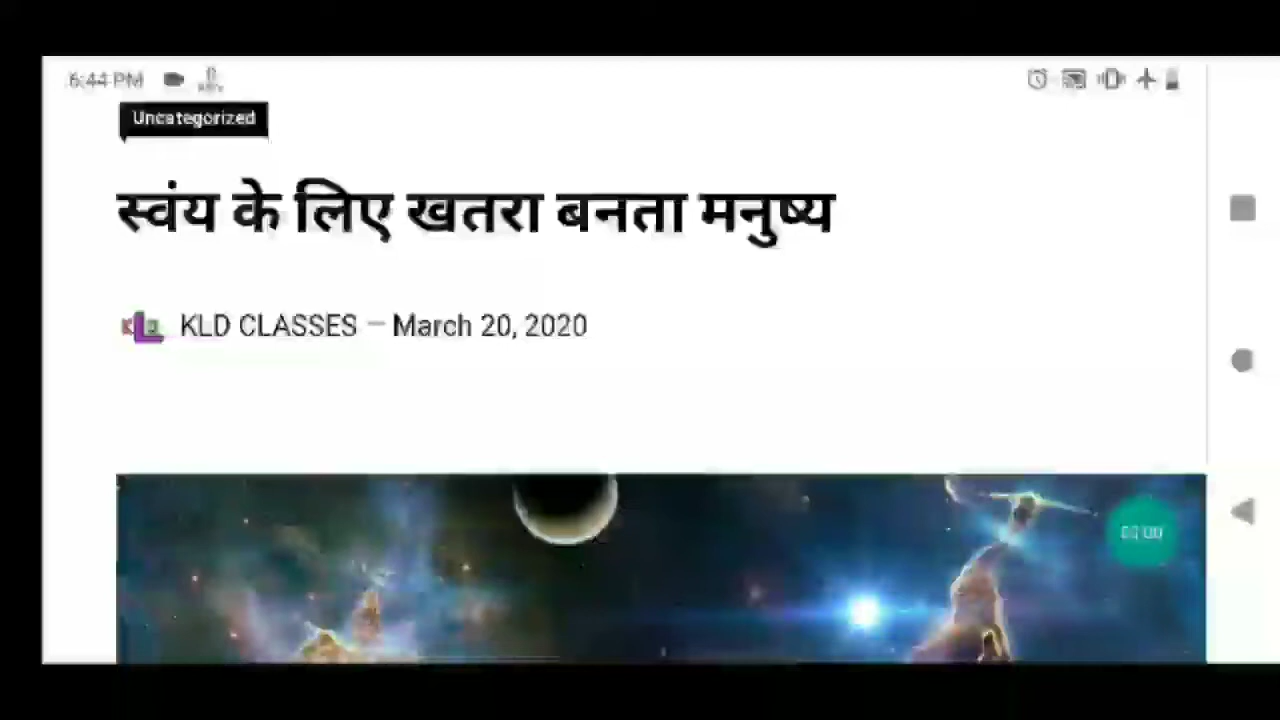 6:44 PM
Uncategorized
स्वंय के लिए खतरा बनता मनुष्य
KLD CLASSES – March 20, 2020